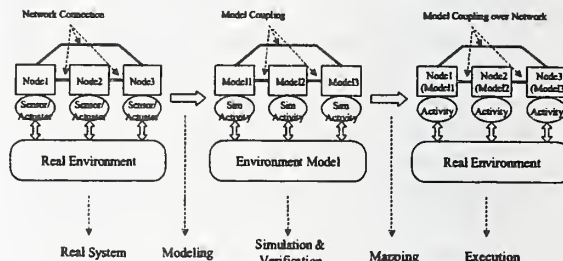 Network Connection
Model Coupling
Model Coupling over Network
Node1 Node2 Node3
Model1 Model2 Model3
Node1 (Model1) Node2 (Model2) Node3 (Model3
Sensor/ Actuator Sensor/ Actuator Sensor/ Actuator
Sim Activity Sim Activity Sim Activity
Activity Activity Activity
Real Environment
Environment Model
Real Environment
Real System
Modeling
Simulation &
Verification
Mapping
Execution